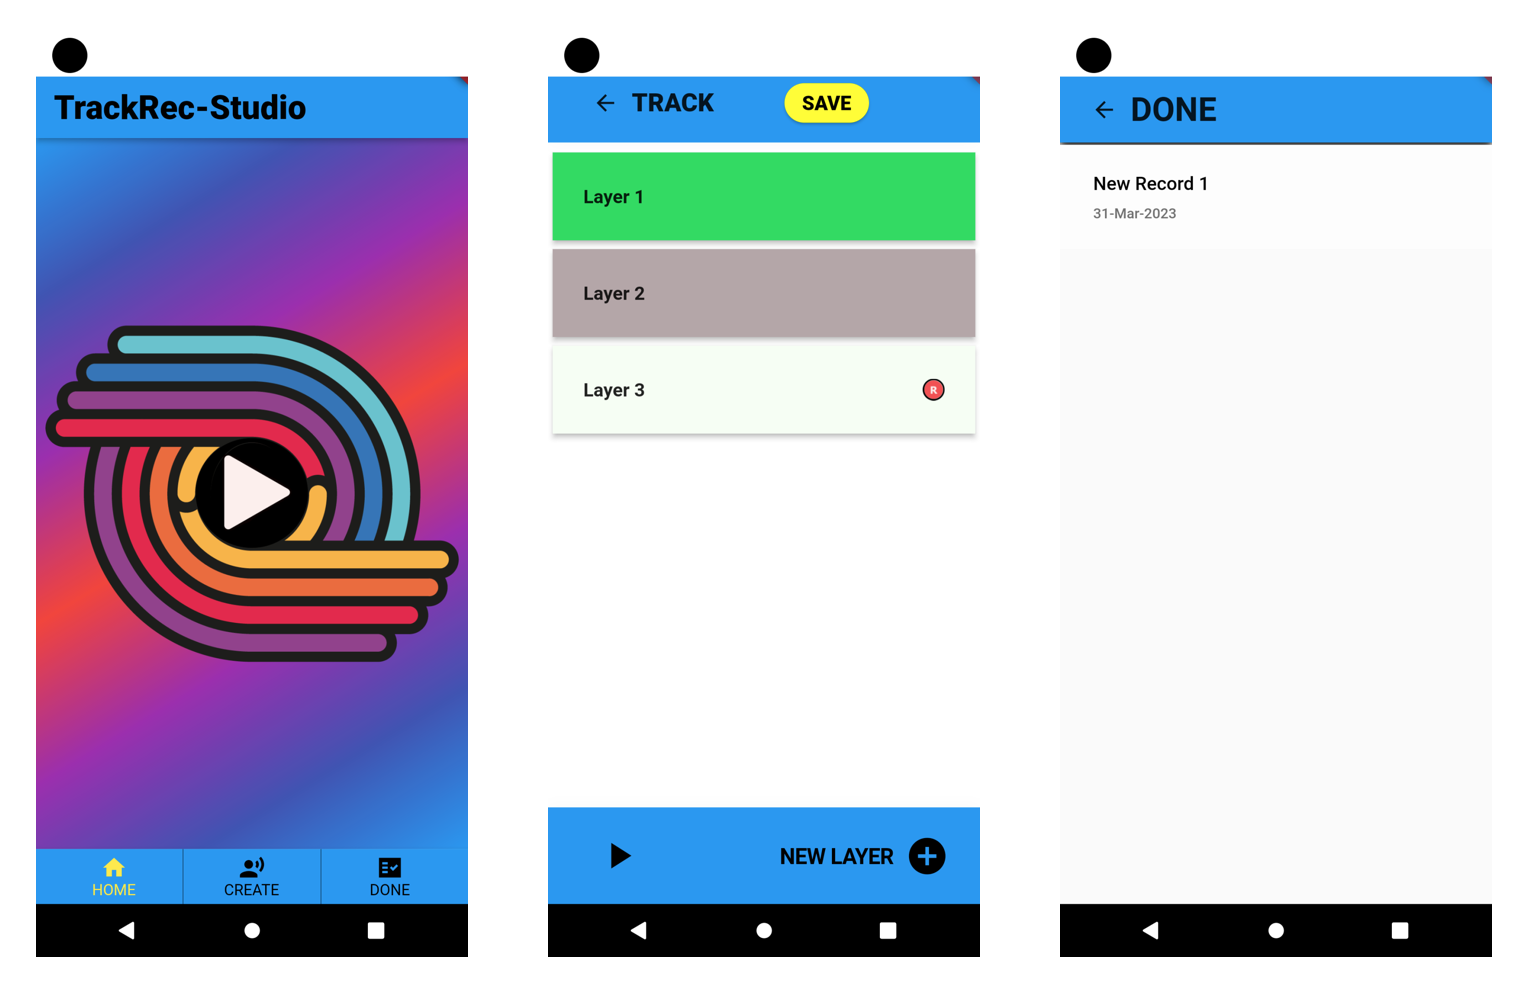 TrackRec-Studio
HOME
CREATE
DONE
TRACK
SAVE
Layer 1
Layer 2
Layer 3
R
NEW LAYER
DONE
New Record 1
31-Mar-2023